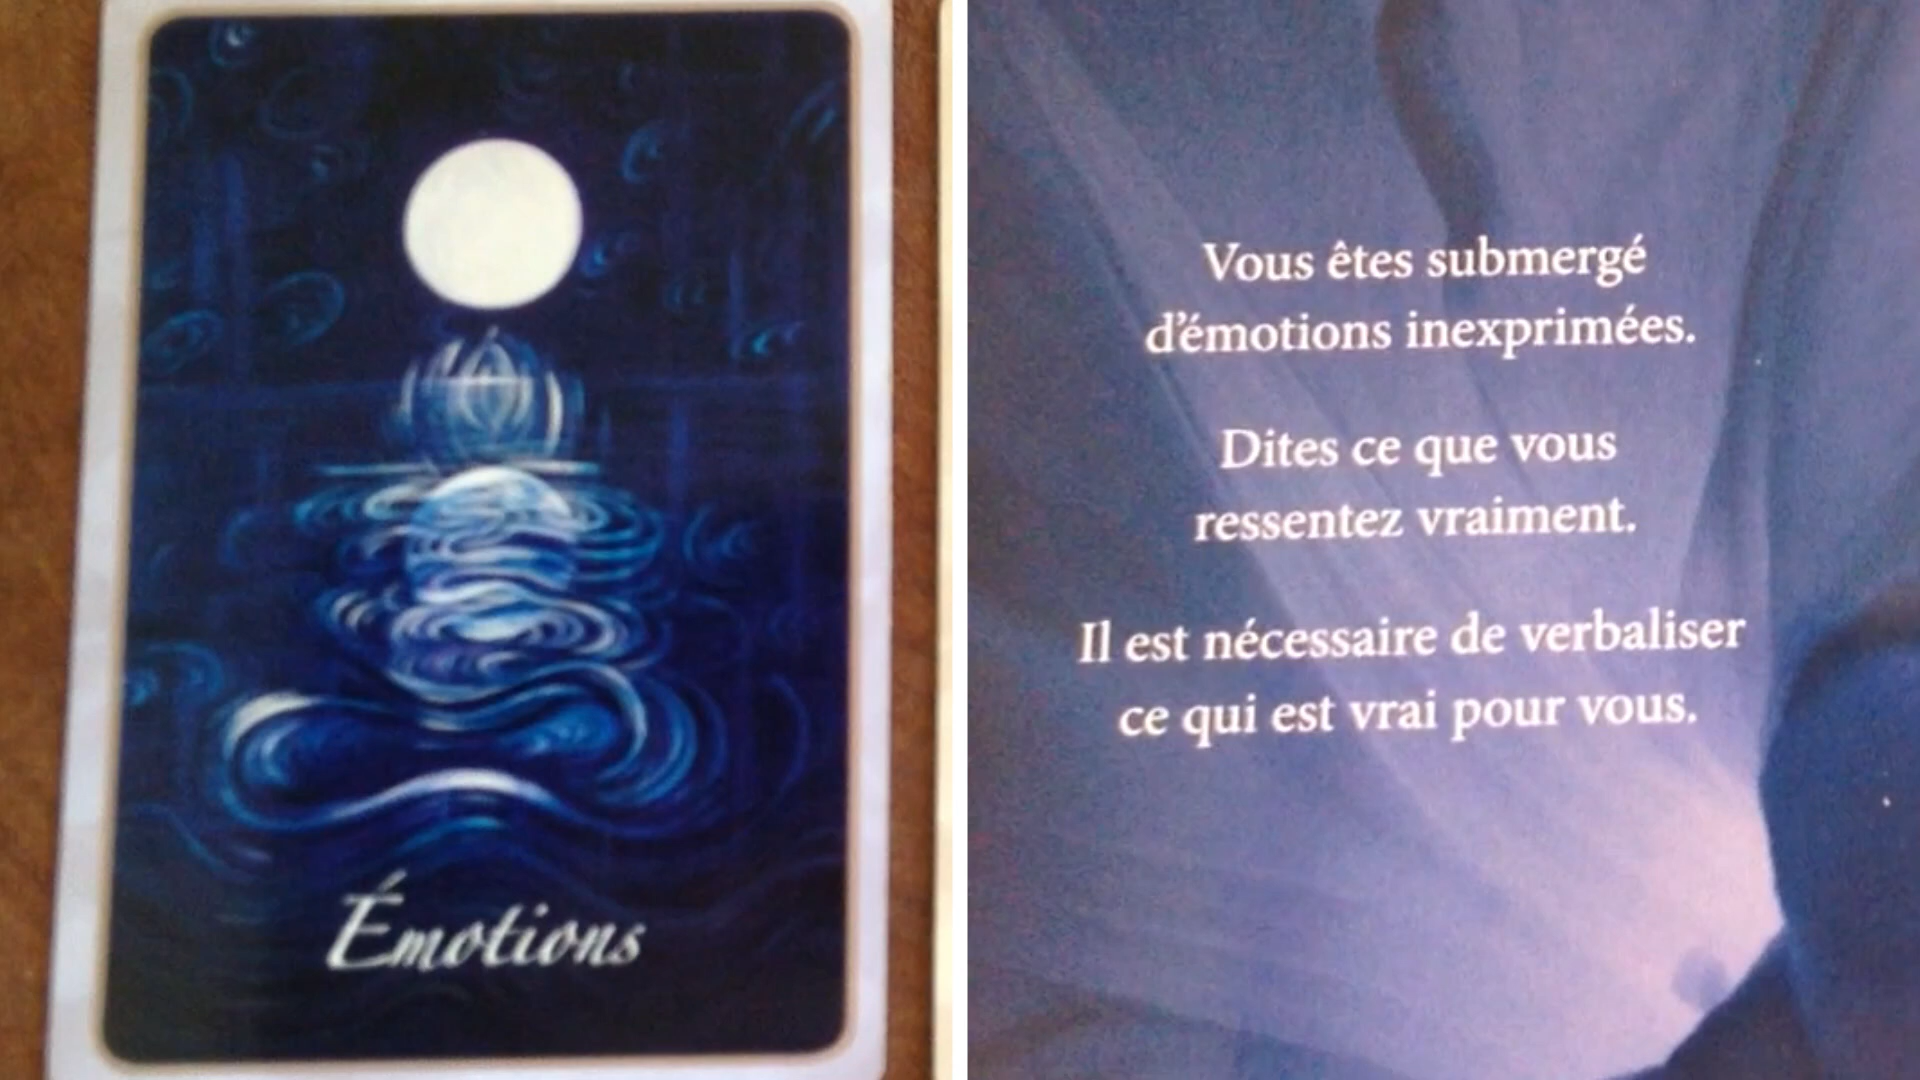 Émotions
Vous êtes submergé
d'émotions inexprimées.
Dites ce que vous
ressentez vraiment.
Il est nécessaire de verbaliser
ce qui est vrai pour vous.